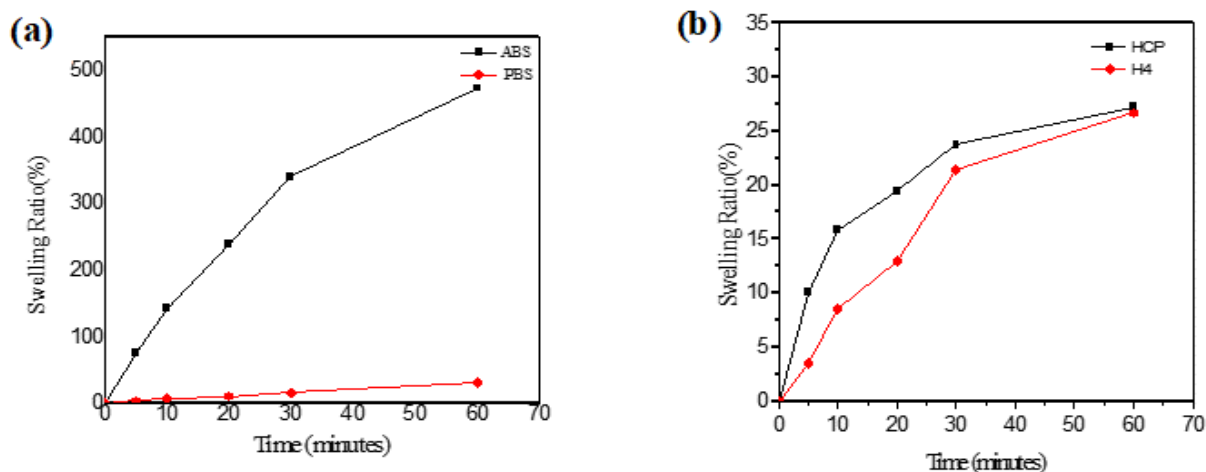 (a)
ABS
PBS
500
400
300
200
100
0
Swelling Ratio(%)
0 10 20 30 40 50 60 70
Time (minutes)
(b)
HCP
H4
35
30
25
20
15
10
5
0
Swelling Ratio(%)
0 10 20 30 40 50 60 70
Time (minutes)